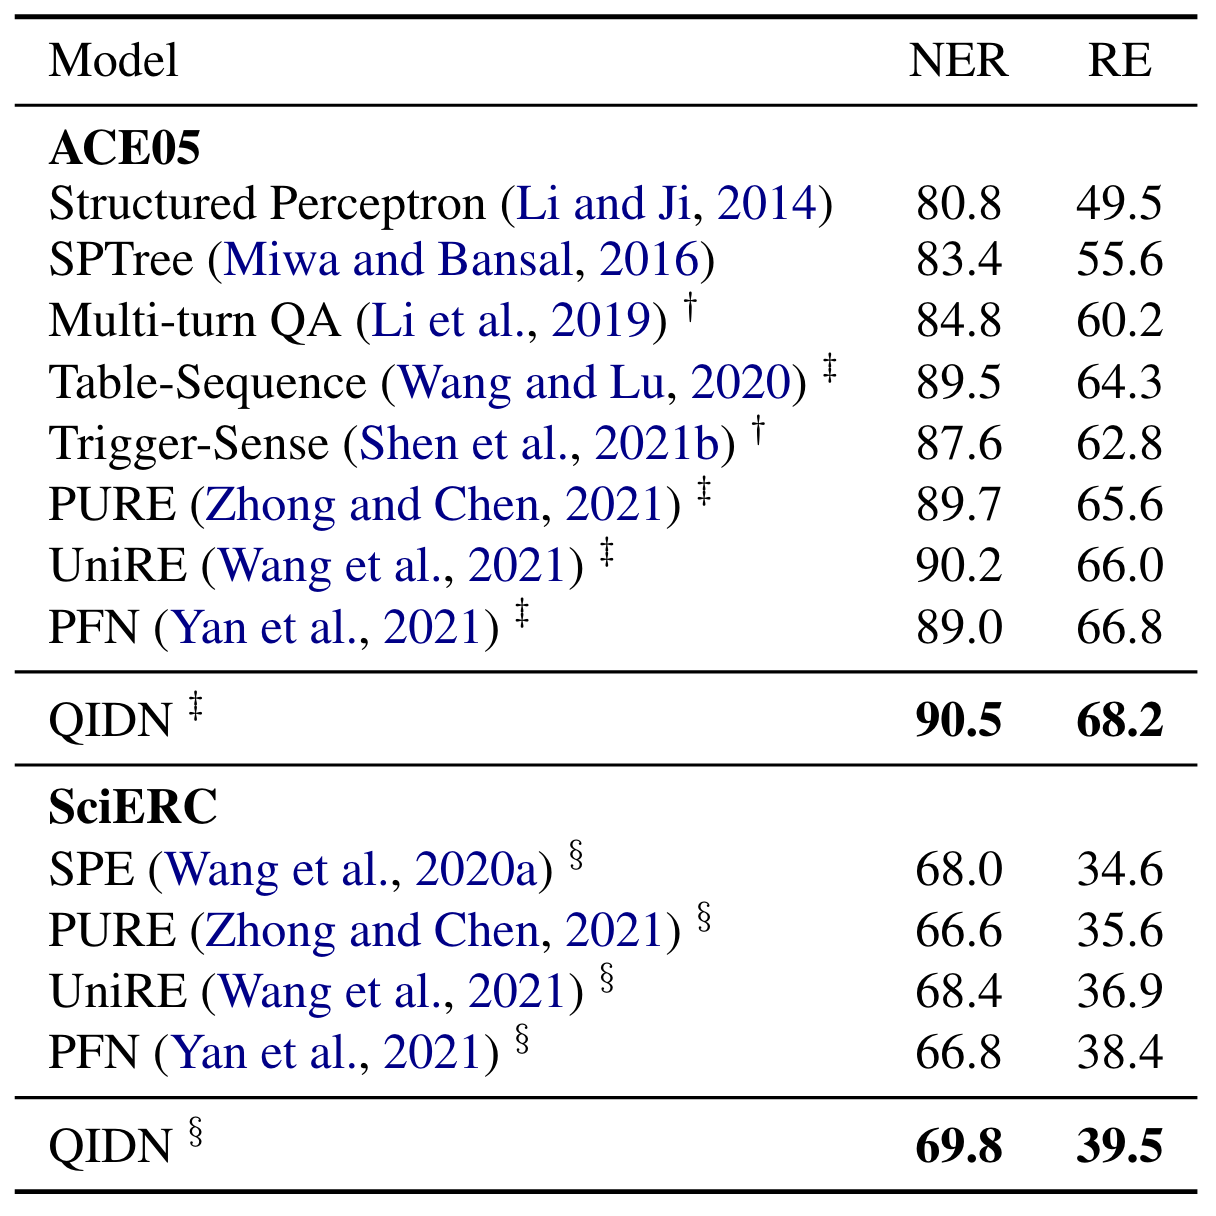 Model NER RE
ACE05
Structured Perceptron (Li and Ji, 2014) 80.8 49.5
SPTree (Miwa and Bansal, 2016) 83.4 55.6
Multi-turn QA (Li et al., 2019) † 84.8 60.2
Table-Sequence (Wang and Lu, 2020) ‡ 89.5 64.3
Trigger-Sense (Shen et al., 2021b) † 87.6 62.8
PURE (Zhong and Chen, 2021) ‡ 89.7 65.6
UniRE (Wang et al., 2021) ‡ 90.2 66.0
PFN (Yan et al., 2021) ‡ 89.0 66.8
QIDN ‡ 90.5 68.2
SciERC
SPE (Wang et al., 2020a) § 68.0 34.6
PURE (Zhong and Chen, 2021) § 66.6 35.6
UniRE (Wang et al., 2021) § 68.4 36.9
PFN (Yan et al., 2021) § 66.8 38.4
QIDN § 69.8 39.5